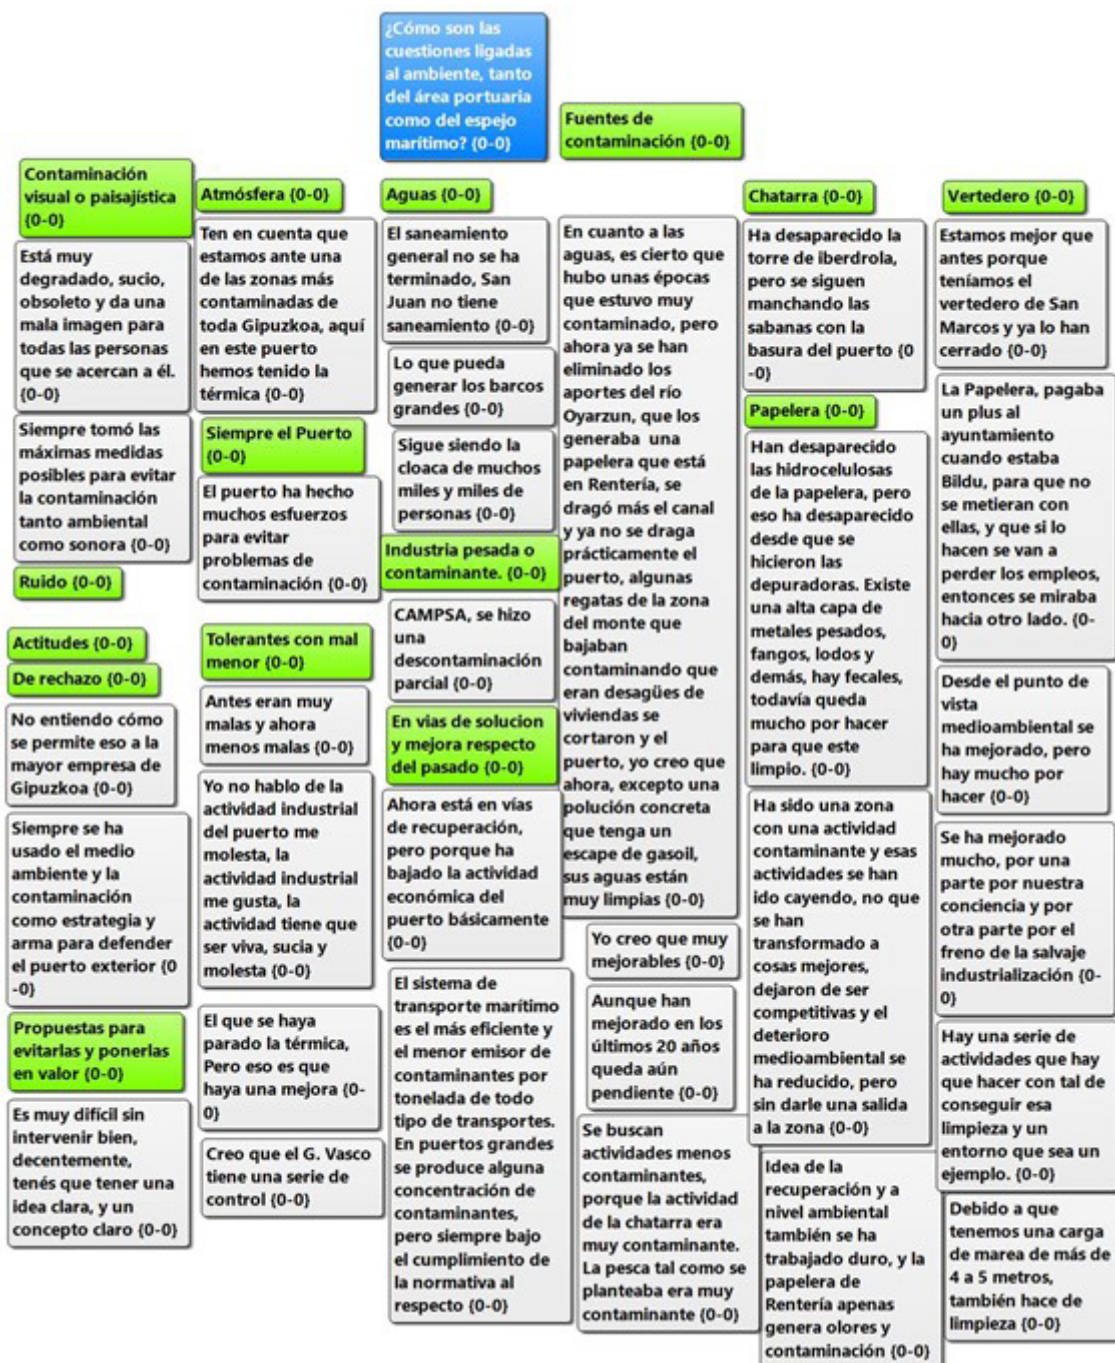 ¿Cómo son las
cuestiones ligadas
al ambiente, tanto
del área portuaria
como del espejo
marítimo? {0-0}
Fuentes de
contaminación {0-0}
Contaminación
visual o paisajística
{0-0}
Está muy
degradado, sucio,
obsoleto y da una
mala imagen para
todas las personas
que se acercan a él.
{0-0}
Siempre tomó las
máximas medidas
posibles para evitar
la contaminación
tanto ambiental
como sonora {0-0}
Ruido {0-0}
Actitudes {0-0}
De rechazo {0-0}
No entiendo cómo
se permite eso a la
mayor empresa de
Gipuzkoa {0-0}
Siempre se ha
usado el medio
ambiente y la
contaminación
como estrategia y
arma para defender
el puerto exterior {0
-0}
Propuestas para
evitarlas y ponerlas
en valor {0-0}
Es muy difícil sin
intervenir bien,
decentemente,
tenés que tener una
idea clara, y un
concepto claro {0-0}
Atmósfera {0-0}
Ten en cuenta que
estamos ante una
de las zonas más
contaminadas de
toda Gipuzkoa, aquí
en este puerto
hemos tenido la
térmica {0-0}
Siempre el Puerto
{0-0}
El puerto ha hecho
muchos esfuerzos
para evitar
problemas de
contaminación {0-0}
Tolerantes con mal
menor {0-0}
Antes eran muy
malas y ahora
menos malas {0-0}
Yo no hablo de la
actividad industrial
del puerto me
molesta, la
actividad industrial
me gusta, la
actividad tiene que
ser viva, sucia y
molesta {0-0}
El que se haya
parado la térmica,
Pero eso es que
haya una mejora {0-
0}
Creo que el G. Vasco
tiene una serie de
control {0-0}
Aguas {0-0}
El saneamiento
general no se ha
terminado, San
Juan no tiene
saneamiento {0-0}
Lo que pueda
generar los barcos
grandes {0-0}
Sigue siendo la
cloaca de muchos
miles y miles de
personas {0-0}
Industria pesada o
contaminante. {0-0}
CAMPSA, se hizo
una
descontaminación
parcial {0-0}
En vias de solucion
y mejora respecto
del pasado {0-0}
Ahora está en vías
de recuperación,
pero porque ha
bajado la actividad
económica del
puerto básicamente
{0-0}
El sistema de
transporte marítimo
es el más eficiente y
el menor emisor de
contaminantes por
tonelada de todo
tipo de transportes.
En puertos grandes
se produce alguna
concentración de
contaminantes,
pero siempre bajo
el cumplimiento de
la normativa al
respecto {0-0}
En cuanto a las
aguas, es cierto que
hubo unas épocas
que estuvo muy
contaminado, pero
ahora ya se han
eliminado los
aportes del río
Oyarzun, que los
generaba una
papelera que está
en Rentería, se
dragó más el canal
y ya no se draga
prácticamente el
puerto, algunas
regatas de la zona
del monte que
bajaban
contaminando que
eran desagües de
viviendas se
cortaron y el
puerto, yo creo que
ahora, excepto una
polución concreta
que tenga un
escape de gasoil,
sus aguas están
muy limpias {0-0}
Yo creo que muy
mejorables {0-0}
Aunque han
mejorado en los
últimos 20 años
queda aún
pendiente {0-0}
Se buscan
actividades menos
contaminantes,
porque la actividad
de la chatarra era
muy contaminante.
La pesca tal como se
planteaba era muy
contaminante {0-0}
Chatarra {0-0}
Ha desaparecido la
torre de iberdrola,
pero se siguen
manchando las
sabanas con la
basura del puerto {0
-0}
Papelera {0-0}
Han desaparecido
las hidrocelulosas
de la papelera, pero
eso ha desaparecido
desde que se
hicieron las
depuradoras. Existe
una alta capa de
metales pesados,
fangos, lodos y
demás, hay fecales,
todavía queda
mucho por hacer
para que este
limpio. {0-0}
Ha sido una zona
con una actividad
contaminante y esas
actividades se han
ido cayendo, no que
se han
transformado a
cosas mejores,
dejaron de ser
competitivas y el
deterioro
medioambiental se
ha reducido, pero
sin darle una salida
a la zona {0-0}
Idea de la
recuperación y a
nivel ambiental
también se ha
trabajado duro, y la
papelera de
Rentería apenas
genera olores y
contaminación {0-0}
Vertedero {0-0}
Estamos mejor que
antes porque
teníamos el
vertedero de San
Marcos y ya lo han
cerrado {0-0}
La Papelera, pagaba
un plus al
ayuntamiento
cuando estaba
Bildu, para que no
se metieran con
ellas, y que si lo
hacen se van a
perder los empleos,
entonces se miraba
hacia otro lado. {0-
0}
Desde el punto de
vista
medioambiental se
ha mejorado, pero
hay mucho por
hacer {0-0}
Se ha mejorado
mucho, por una
parte por nuestra
conciencia y por
otra parte por el
freno de la salvaje
industrialización {0-
0}
Hay una serie de
actividades que hay
que hacer con tal de
conseguir esa
limpieza y un
entorno que sea un
ejemplo. {0-0}
Debido a que
tenemos una carga
de marea de más de
4 a 5 metros,
también hace de
limpieza {0-0}